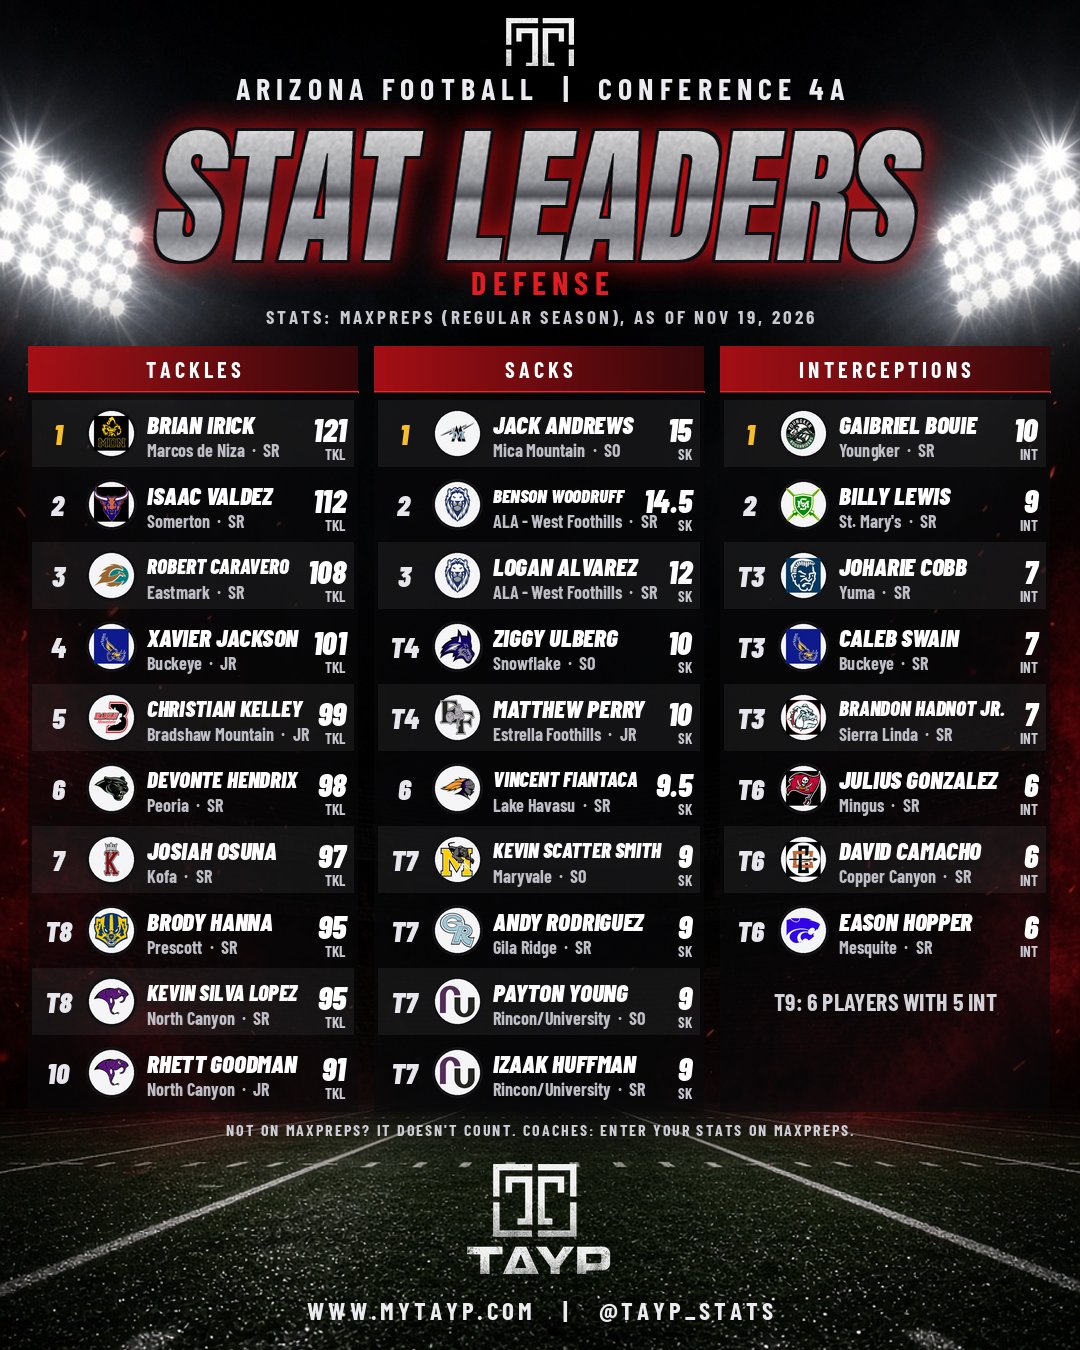 ARIZONA FOOTBALL | CONFERENCE 4A
STAT LEADERS
DEFENSE
STATS: MAXPREPS (REGULAR SEASON), AS OF NOV 19, 2026
TACKLES
1 BRIAN IRICK 121
Marcos de Niza · SR TKL
2 ISAAC VALDEZ 112
Somerton · SR TKL
3 ROBERT CARAVERO 108
Eastmark · SR TKL
4 XAVIER JACKSON 101
Buckeye · JR TKL
5 CHRISTIAN KELLEY 99
Bradshaw Mountain · JR TKL
6 DEVONTE HENDRIX 98
Peoria · SR TKL
7 JOSIAH OSUNA 97
Kofa · SR TKL
T8 BRODY HANNA 95
Prescott · SR TKL
T8 KEVIN SILVA LOPEZ 95
North Canyon · SR TKL
10 RHETT GOODMAN 91
North Canyon · JR TKL
SACKS
1 JACK ANDREWS 15
Mica Mountain · SO SK
2 BENSON WOODRUFF 14.5
ALA - West Foothills · SR SK
3 LOGAN ALVAREZ 12
ALA - West Foothills · SR SK
T4 ZIGGY ULBERG 10
Snowflake · SO SK
T4 MATTHEW PERRY 10
Estrella Foothills · JR SK
6 VINCENT FIANTACA 9.5
Lake Havasu · SR SK
T7 KEVIN SCATTER SMITH 9
Maryvale · SO SK
T7 ANDY RODRIGUEZ 9
Gila Ridge · SR SK
T7 PAYTON YOUNG 9
Rincon/University · SO SK
T7 IZAAK HUFFMAN 9
Rincon/University · SR SK
INTERCEPTIONS
1 GAIBRIEL BOUIE 10
Youngker · SR INT
2 BILLY LEWIS 9
St. Mary's · SR INT
T3 JOHARIE COBB 7
Yuma · SR INT
T3 CALEB SWAIN 7
Buckeye · SR INT
T3 BRANDON HADNOT JR. 7
Sierra Linda · SR INT
T6 JULIUS GONZALEZ 6
Mingus · SR INT
T6 DAVID CAMACHO 6
Copper Canyon · SR INT
T6 EASON HOPPER 6
Mesquite · SR INT
T9: 6 PLAYERS WITH 5 INT
NOT ON MAXPREPS? IT DOESN'T COUNT. COACHES: ENTER YOUR STATS ON MAXPREPS.
TAYP
WWW.MYTAYP.COM | @TAYP_STATS